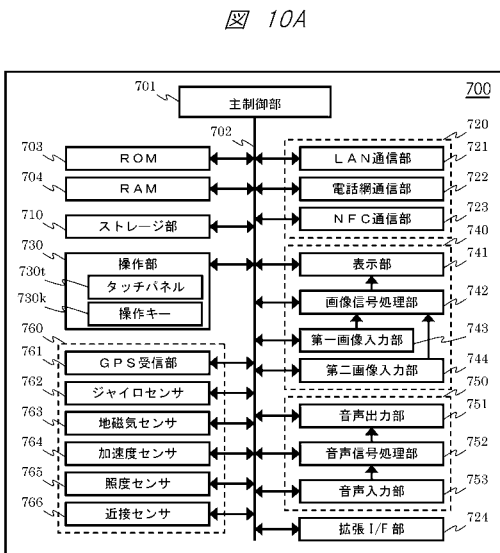 図 10A
700
701
主制御部
702
703
ROM
704
RAM
710
ストレージ部
730
操作部
730t
タッチパネル
730k
操作キー
760
761
GPS受信部
762
ジャイロセンサ
763
地磁気センサ
764
加速度センサ
765
照度センサ
766
近接センサ
720
LAN通信部
721
電話網通信部
722
NFC通信部
723
740
表示部
741
画像信号処理部
742
第一画像入力部
743
第二画像入力部
744
750
音声出力部
751
音声信号処理部
752
音声入力部
753
拡張I/F部
724